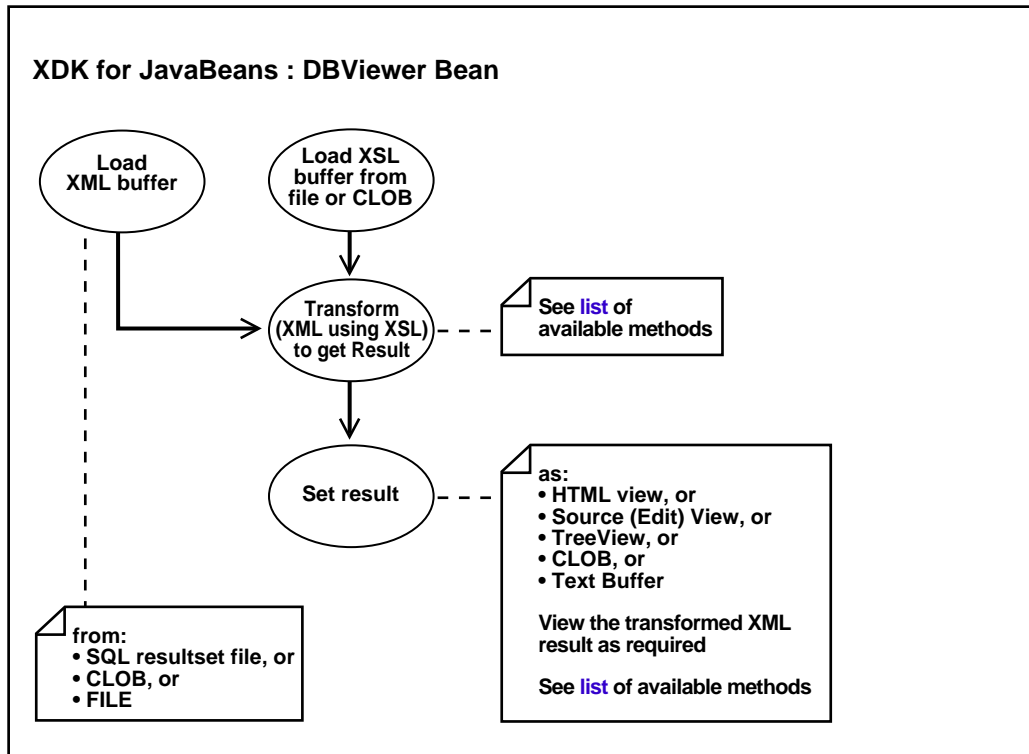 XDK for JavaBeans : DBViewer Bean
Load
XML buffer
Load XSL
buffer from
file or CLOB
Transform
(XML using XSL)
to get Result
See list of
available methods
Set result
as:
• HTML view, or
• Source (Edit) View, or
• TreeView, or
• CLOB, or
• Text Buffer
View the transformed XML
result as required
See list of available methods
from:
• SQL resultset file, or
• CLOB, or
• FILE